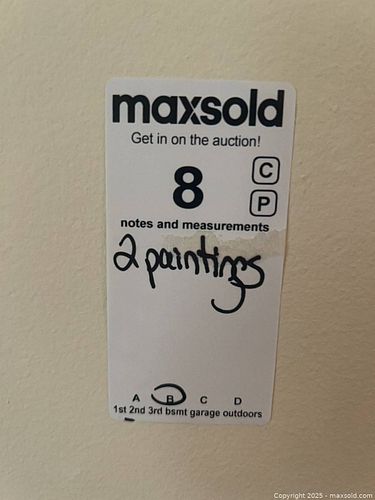 maxsold
Get in on the auction!
8
C
P
notes and measurements
2 paintings
A B C D
1st 2nd 3rd bsmt garage outdoors
Copyright 2025 - maxsold.com